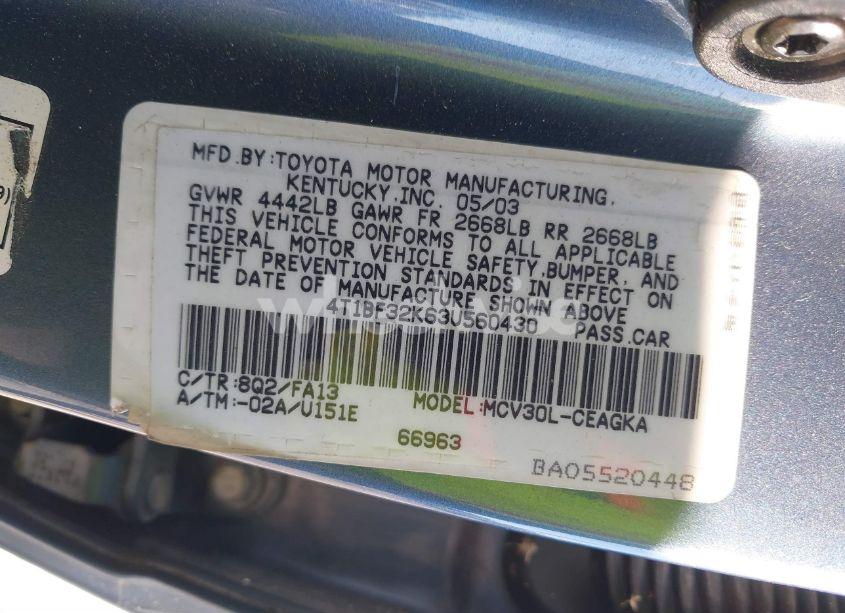 MFD.BY:TOYOTA MOTOR MANUFACTURING,
KENTUCKY,INC. 05/03
GVWR 4442LB GAWR FR 2668LB RR 2668LB
THIS VEHICLE CONFORMS TO ALL APPLICABLE
FEDERAL MOTOR VEHICLE SAFETY,BUMPER, AND
THEFT PREVENTION STANDARDS IN EFFECT ON
THE DATE OF MANUFACTURE SHOWN ABOVE
4T1BF32K63U560430 PASS.CAR
C/TR:8Q2/FA13
A/TM:-02A/U151E MODEL:MCV30L-CEAGKA
66963
BA05520448
9)